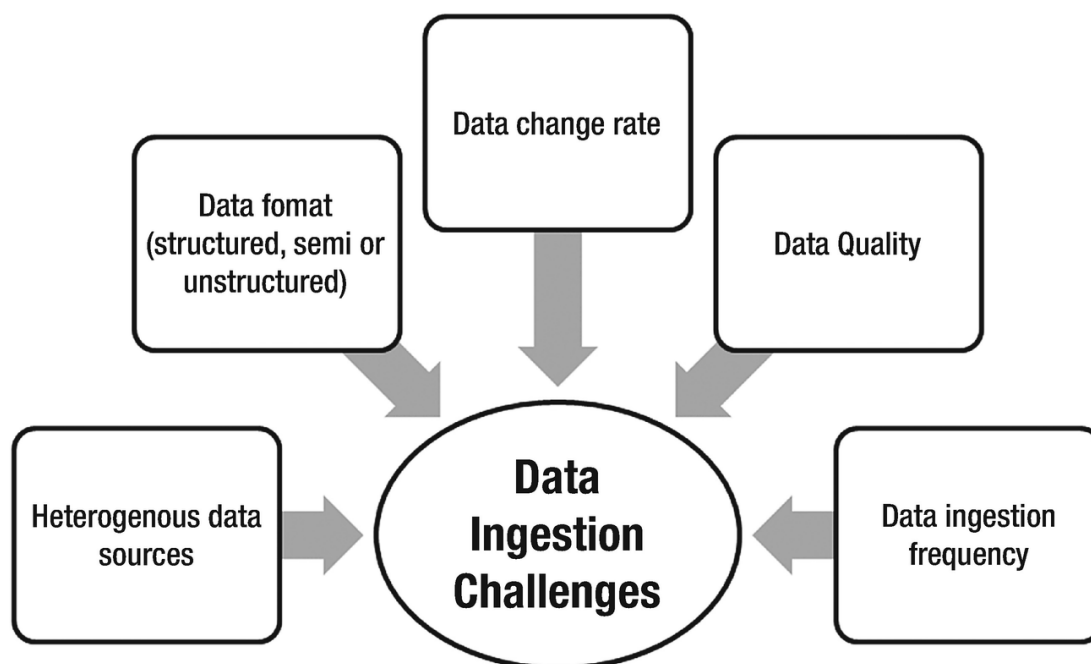 Data change rate
Data fomat
(structured, semi or
unstructured)
Data Quality
Heterogenous data
sources
Data
Ingestion
Challenges
Data ingestion
frequency